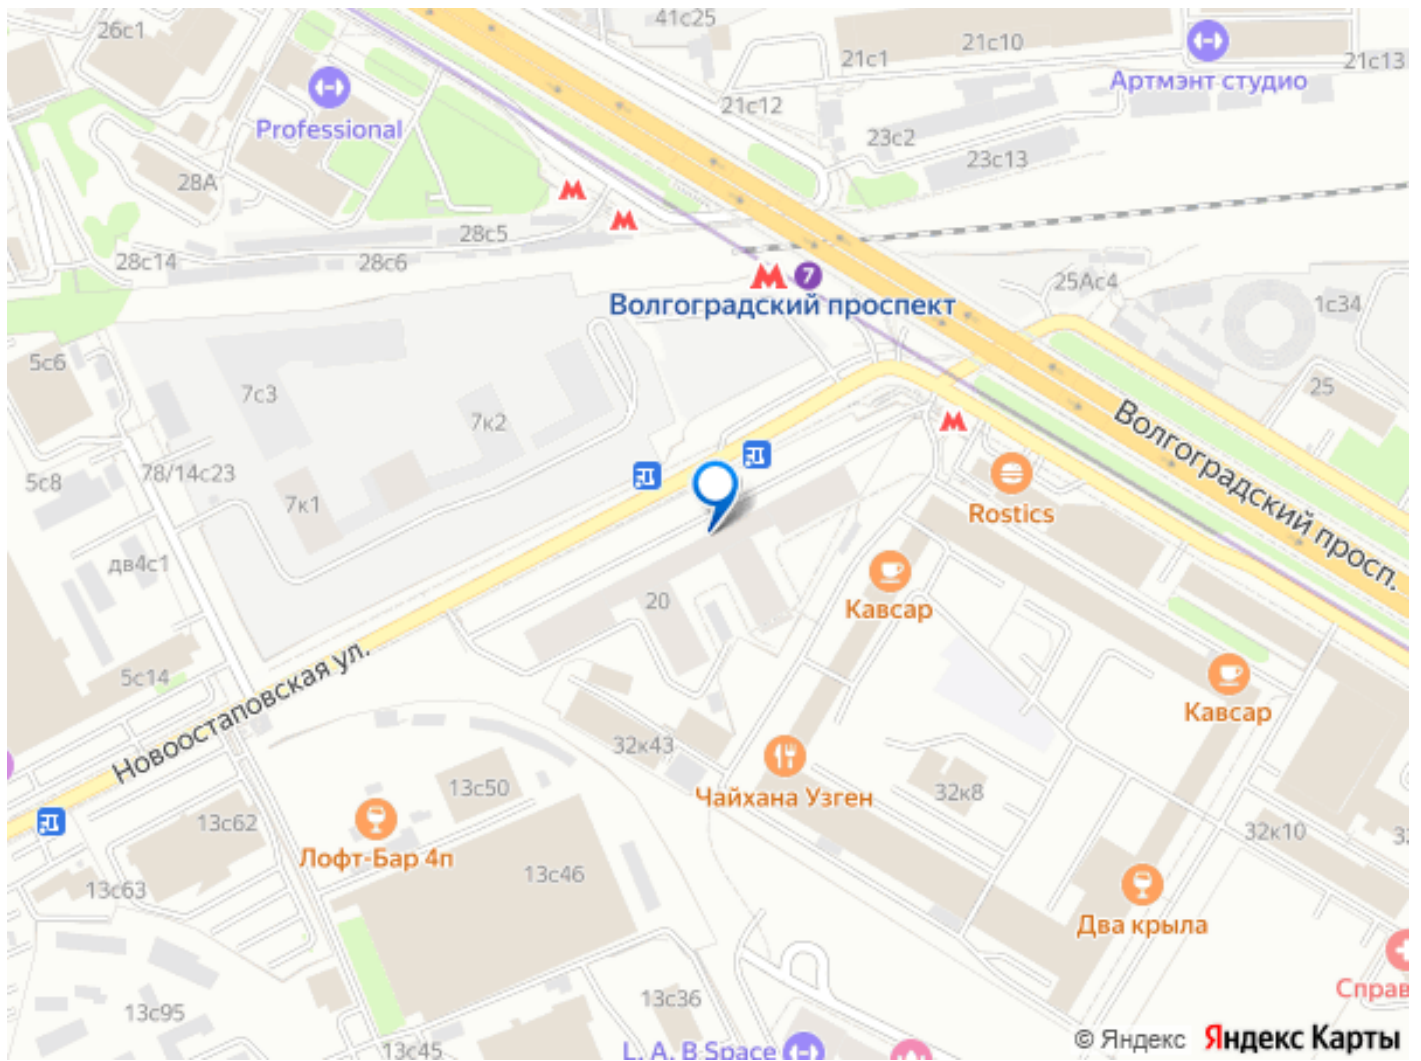 26с1
41с25
21с10
21с1
21с13
Артмэнт студио
21с12
Professional
23с2
23с13
28А
28с5
28с14
28с6
7
25Ас4
Волгоградский проспект
1с34
5с6
7с3
25
7к2
Волгоградский просп.
78/14с23
5с8
7к1
Rostics
дв4с1
Кавсар
20
Новоостаповская ул.
5с14
Кавсар
32к43
13с50
Чайхана Узген
32к8
13с62
32к10
32
Лофт-Бар 4п
13с46
13с63
Два крыла
13с36
Справ
13с95
13с45
L. A. B Space
© Яндекс Яндекс Карты